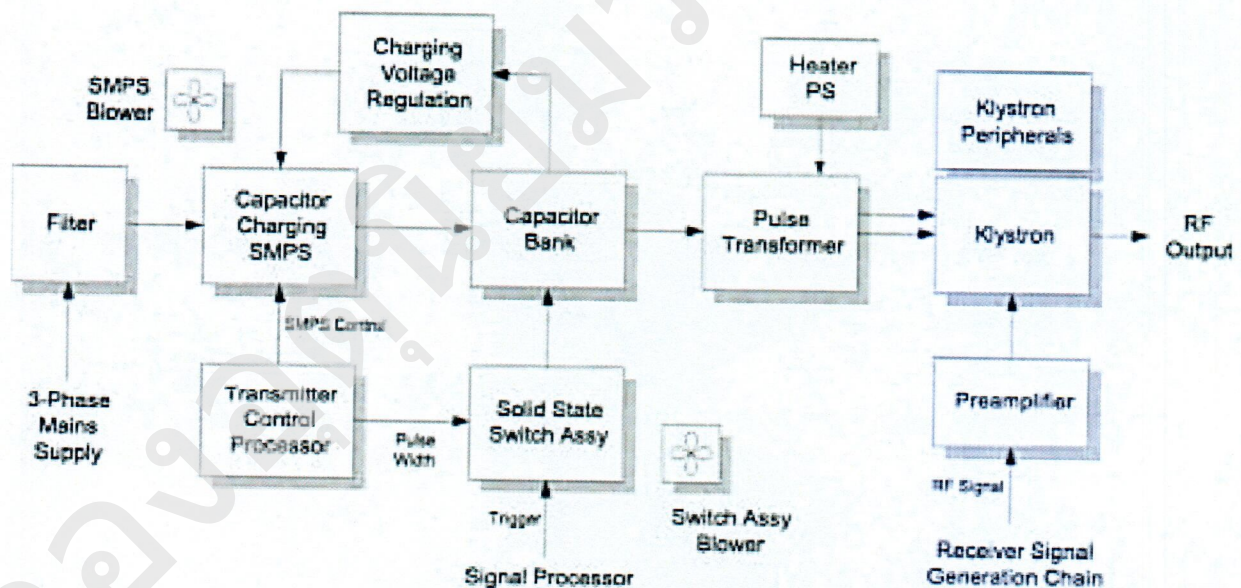 Charging
Voltage
Regulation
SMPS
Blower
Heater
PS
Klystron
Peripherals
Filter
Capacitor
Charging
SMPS
Capacitor
Bank
Pulse
Transformer
Klystron
RF
Output
SMPS Control
3-Phase
Mains
Supply
Transmitter
Control
Processor
Pulse
Width
Solid State
Switch Assy
Preamplifier
Trigger
Switch Assy
Blower
RF Signal
Signal Processor
Receiver Signal
Generation Chain